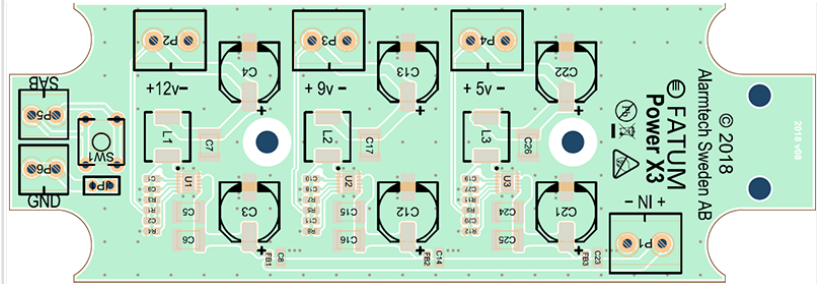 P2
P3
P4
C4
C13
C22
+12v-
+ 9v -
+ 5v -
SAB
P5
SW1
P6
GND
L1
C7
L2
C17
L3
C26
U1
U2
U3
C5
C6
C3
C15
C16
C12
C24
C25
C21
FB1
C8
FB2
C14
FB3
C23
- NI +
P1
FATUM
Power X3
© 2018
Alarmtech Sweden AB
2018 v08